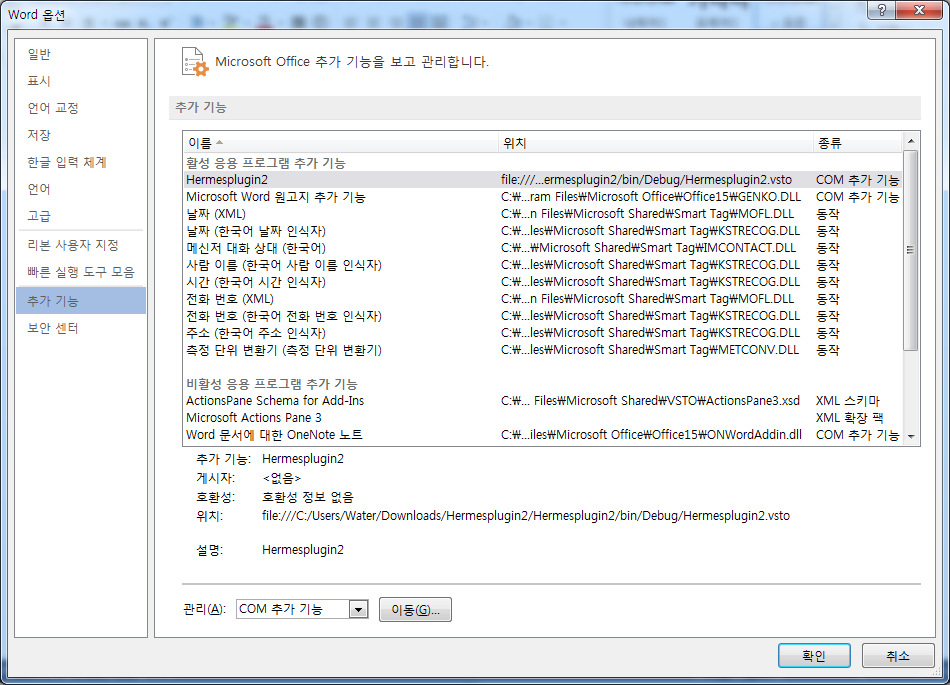 Word 옵션
일반
표시
언어 교정
저장
한글 입력 체계
언어
고급
리본 사용자 지정
빠른 실행 도구 모음
추가 기능
보안 센터
Microsoft Office 추가 기능을 보고 관리합니다.
추가 기능
이름 위치 종류
활성 응용 프로그램 추가 기능
Hermesplugin2 file:///...ermesplugin2/bin/Debug/Hermesplugin2.vsto COM 추가 기능
Microsoft Word 원고지 추가 기능 C:₩...ram Files₩Microsoft Office₩Office15₩GENKO.DLL COM 추가 기능
날짜 (XML) C:₩...n Files₩Microsoft Shared₩Smart Tag₩MOFL.DLL 동작
날짜 (한국어 날짜 인식자) C:₩...les₩Microsoft Shared₩Smart Tag₩KSTRECOG.DLL 동작
메신저 대화 상대 (한국어) C:₩...es₩Microsoft Shared₩Smart Tag₩IMCONTACT.DLL 동작
사람 이름 (한국어 사람 이름 인식자) C:₩...les₩Microsoft Shared₩Smart Tag₩KSTRECOG.DLL 동작
시간 (한국어 시간 인식자) C:₩...les₩Microsoft Shared₩Smart Tag₩KSTRECOG.DLL 동작
전화 번호 (XML) C:₩...n Files₩Microsoft Shared₩Smart Tag₩MOFL.DLL 동작
전화 번호 (한국어 전화 번호 인식자) C:₩...les₩Microsoft Shared₩Smart Tag₩KSTRECOG.DLL 동작
주소 (한국어 주소 인식자) C:₩...les₩Microsoft Shared₩Smart Tag₩KSTRECOG.DLL 동작
측정 단위 변환기 (측정 단위 변환기) C:₩...les₩Microsoft Shared₩Smart Tag₩METCONV.DLL 동작
비활성 응용 프로그램 추가 기능
ActionsPane Schema for Add-Ins C:₩... Files₩Microsoft Shared₩VSTO₩ActionsPane3.xsd XML 스키마
Microsoft Actions Pane 3 XML 확장 팩
Word 문서에 대한 OneNote 노트 C:₩...iles₩Microsoft Office₩Office15₩ONWordAddin.dll COM 추가 기능
추가 기능: Hermesplugin2
게시자: <없음>
호환성: 호환성 정보 없음
위치: file:///C:/Users/Water/Downloads/Hermesplugin2/Hermesplugin2/bin/Debug/Hermesplugin2.vsto
설명: Hermesplugin2
관리(A): COM 추가 기능 이동(G)...
확인 취소